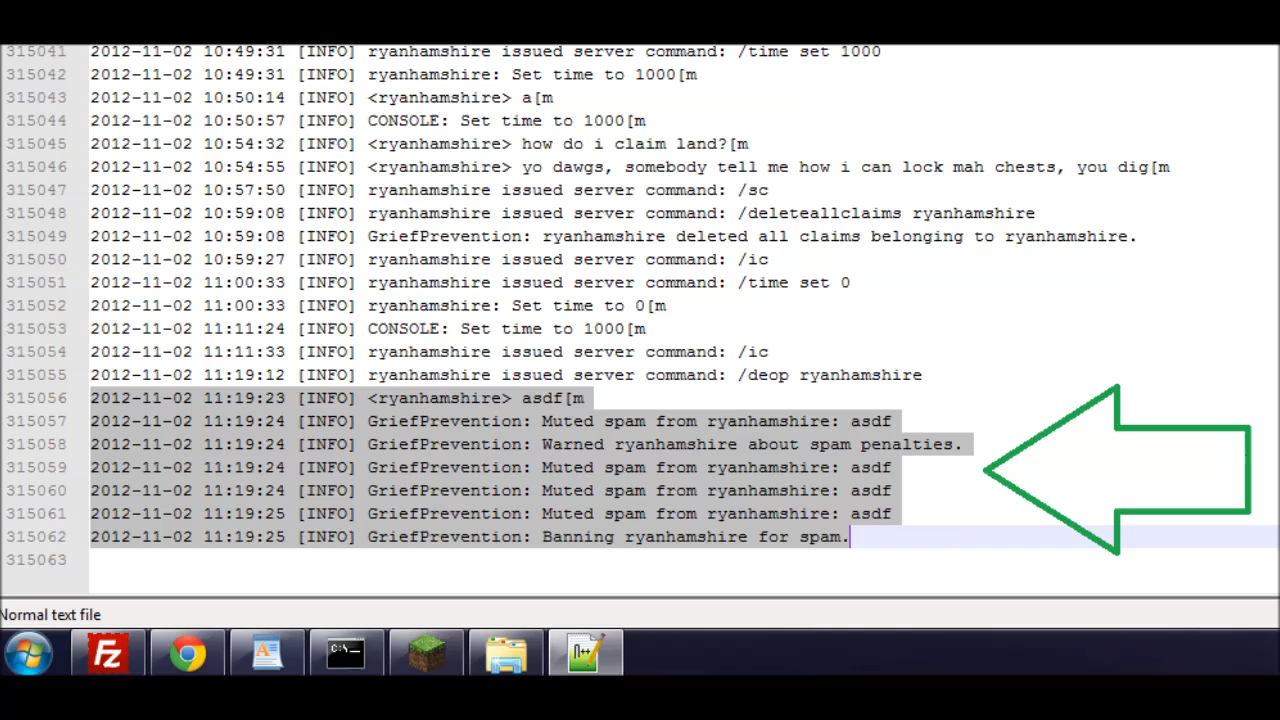 315041 2012-11-02 10:49:31 [INFO] ryanhamshire issued server command: /time set 1000
315042 2012-11-02 10:49:31 [INFO] ryanhamshire: Set time to 1000[m
315043 2012-11-02 10:50:14 [INFO] <ryanhamshire> a[m
315044 2012-11-02 10:50:57 [INFO] CONSOLE: Set time to 1000[m
315045 2012-11-02 10:54:32 [INFO] <ryanhamshire> how do i claim land?[m
315046 2012-11-02 10:54:55 [INFO] <ryanhamshire> yo dawgs, somebody tell me how i can lock mah chests, you dig[m
315047 2012-11-02 10:57:50 [INFO] ryanhamshire issued server command: /sc
315048 2012-11-02 10:59:08 [INFO] ryanhamshire issued server command: /deleteallclaims ryanhamshire
315049 2012-11-02 10:59:08 [INFO] GriefPrevention: ryanhamshire deleted all claims belonging to ryanhamshire.
315050 2012-11-02 10:59:27 [INFO] ryanhamshire issued server command: /ic
315051 2012-11-02 11:00:33 [INFO] ryanhamshire issued server command: /time set 0
315052 2012-11-02 11:00:33 [INFO] ryanhamshire: Set time to 0[m
315053 2012-11-02 11:11:24 [INFO] CONSOLE: Set time to 1000[m
315054 2012-11-02 11:11:33 [INFO] ryanhamshire issued server command: /ic
315055 2012-11-02 11:19:12 [INFO] ryanhamshire issued server command: /deop ryanhamshire
315056 2012-11-02 11:19:23 [INFO] <ryanhamshire> asdf[m
315057 2012-11-02 11:19:24 [INFO] GriefPrevention: Muted spam from ryanhamshire: asdf
315058 2012-11-02 11:19:24 [INFO] GriefPrevention: Warned ryanhamshire about spam penalties.
315059 2012-11-02 11:19:24 [INFO] GriefPrevention: Muted spam from ryanhamshire: asdf
315060 2012-11-02 11:19:24 [INFO] GriefPrevention: Muted spam from ryanhamshire: asdf
315061 2012-11-02 11:19:25 [INFO] GriefPrevention: Muted spam from ryanhamshire: asdf
315062 2012-11-02 11:19:25 [INFO] GriefPrevention: Banning ryanhamshire for spam.
315063
Normal text file
Fz A C:\ n++